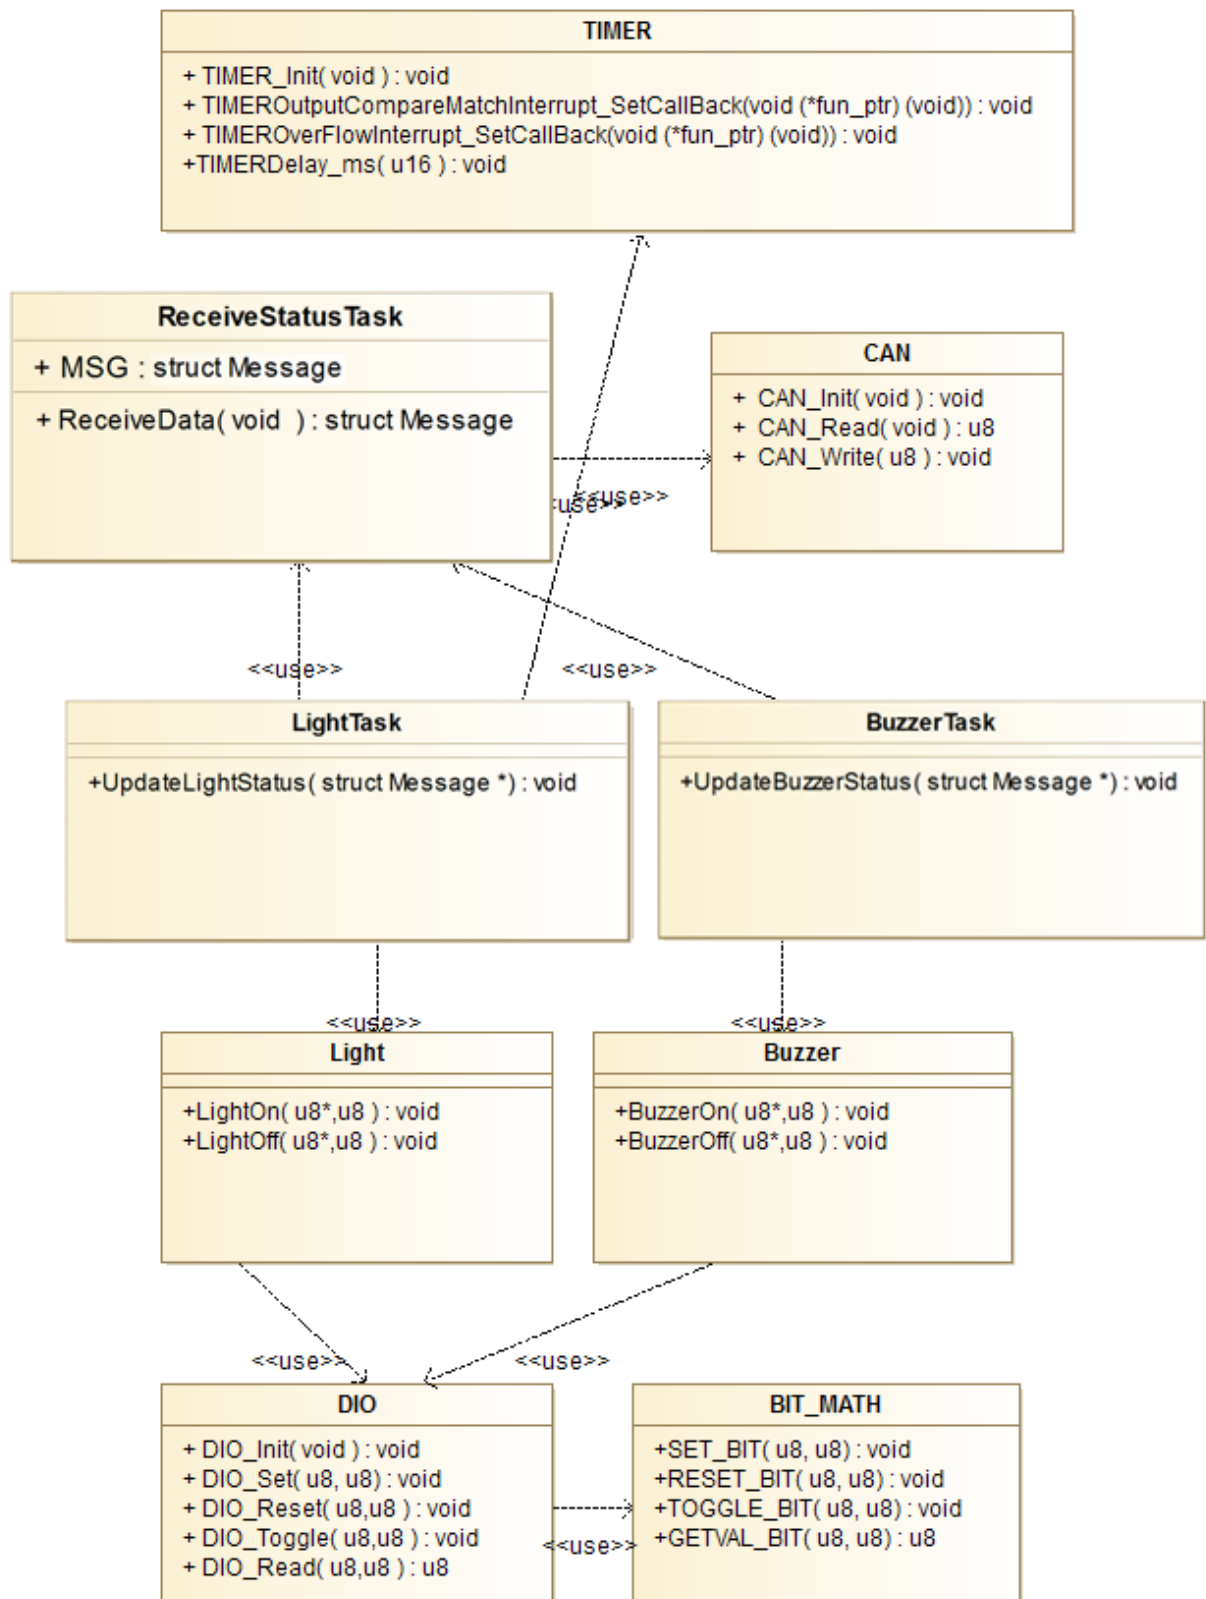 TIMER
+ TIMER_Init( void ) : void
+ TIMEROutputCompareMatchInterrupt_SetCallBack(void (*fun_ptr) (void)) : void
+ TIMEROverFlowInterrupt_SetCallBack(void (*fun_ptr) (void)) : void
+TIMERDelay_ms( u16 ) : void
ReceiveStatusTask
+ MSG : struct Message
+ ReceiveData( void ) : struct Message
CAN
+ CAN_Init( void ) : void
+ CAN_Read( void ) : u8
+ CAN_Write( u8 ) : void
<<use>>
<use>>
<<use>>
<<use>>
LightTask
+UpdateLightStatus( struct Message *) : void
BuzzerTask
+UpdateBuzzerStatus( struct Message *) : void
<<use>>
<<use>>
Light
+LightOn( u8*,u8 ) : void
+LightOff( u8*,u8 ) : void
Buzzer
+BuzzerOn( u8*,u8 ) : void
+BuzzerOff( u8*,u8 ) : void
<<use>>
<<use>>
DIO
+ DIO_Init( void ) : void
+ DIO_Set( u8, u8) : void
+ DIO_Reset( u8,u8 ) : void
+ DIO_Toggle( u8,u8 ) : void
+ DIO_Read( u8,u8 ) : u8
<<use>>
BIT_MATH
+SET_BIT( u8, u8) : void
+RESET_BIT( u8, u8) : void
+TOGGLE_BIT( u8, u8) : void
+GETVAL_BIT( u8, u8) : u8